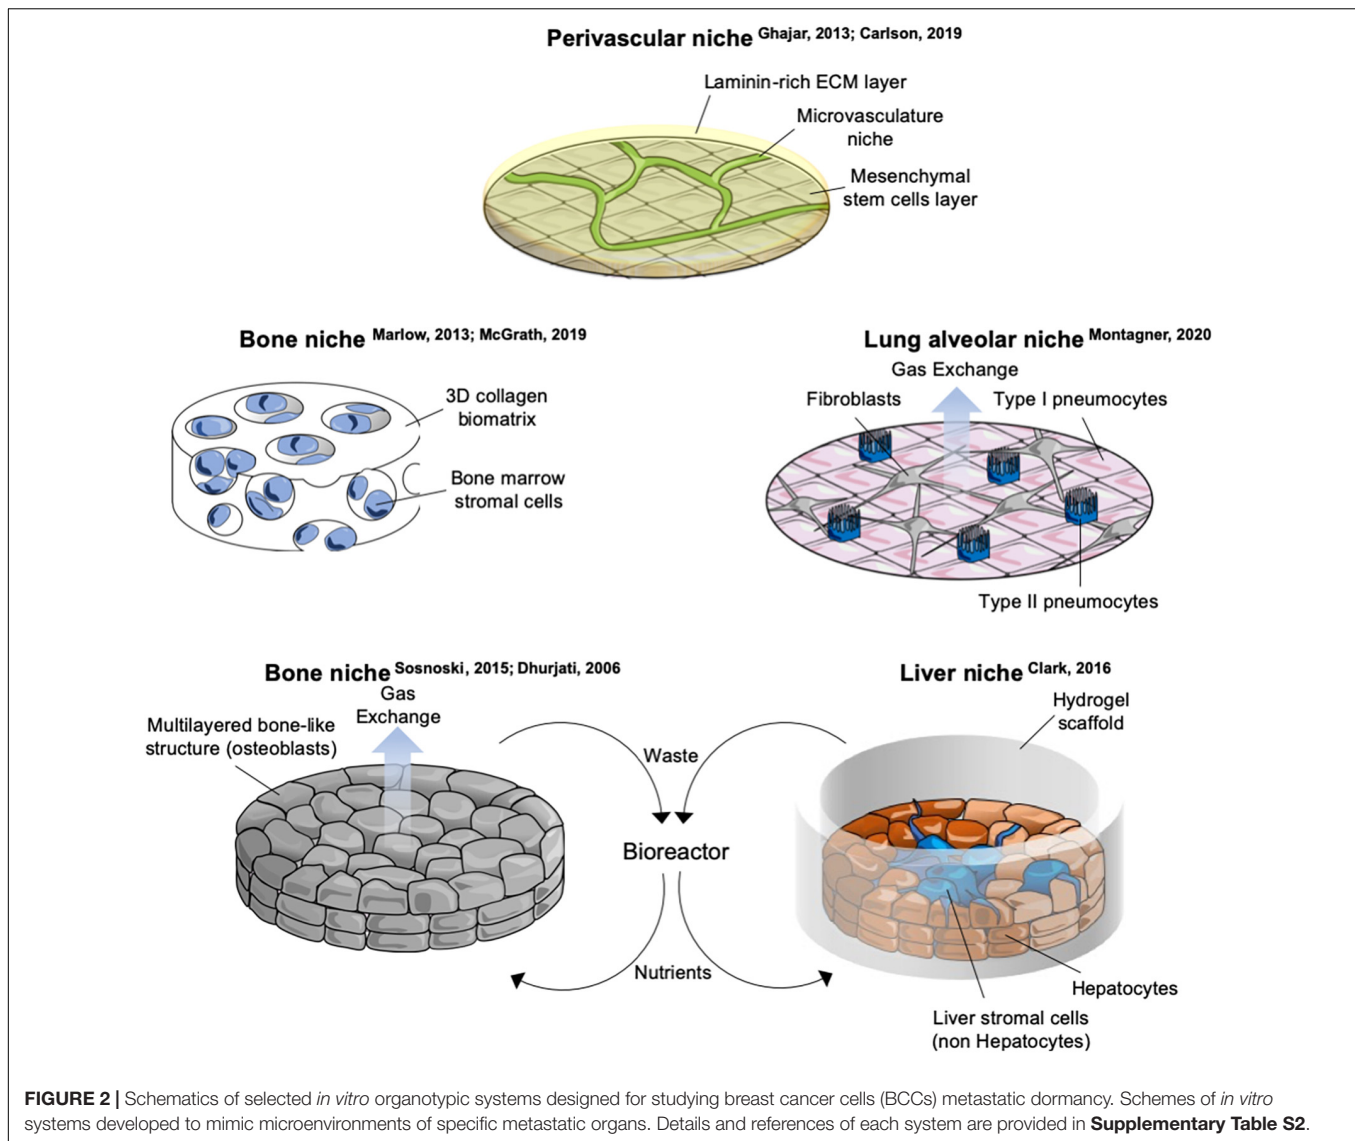 Perivascular niche Ghajar, 2013; Carlson, 2019
Laminin-rich ECM layer
Microvasculature
niche
Mesenchymal
stem cells layer
Bone niche Marlow, 2013; McGrath, 2019
3D collagen
biomatrix
Bone marrow
stromal cells
Lung alveolar niche Montagner, 2020
Gas Exchange
Fibroblasts
Type I pneumocytes
Type II pneumocytes
Bone niche Sosnoski, 2015; Dhurjati, 2006
Gas
Exchange
Multilayered bone-like
structure (osteoblasts)
Waste
Bioreactor
Nutrients
Liver niche Clark, 2016
Hydrogel
scaffold
Hepatocytes
Liver stromal cells
(non Hepatocytes)
FIGURE 2 | Schematics of selected in vitro organotypic systems designed for studying breast cancer cells (BCCs) metastatic dormancy. Schemes of in vitro
systems developed to mimic microenvironments of specific metastatic organs. Details and references of each system are provided in Supplementary Table S2.